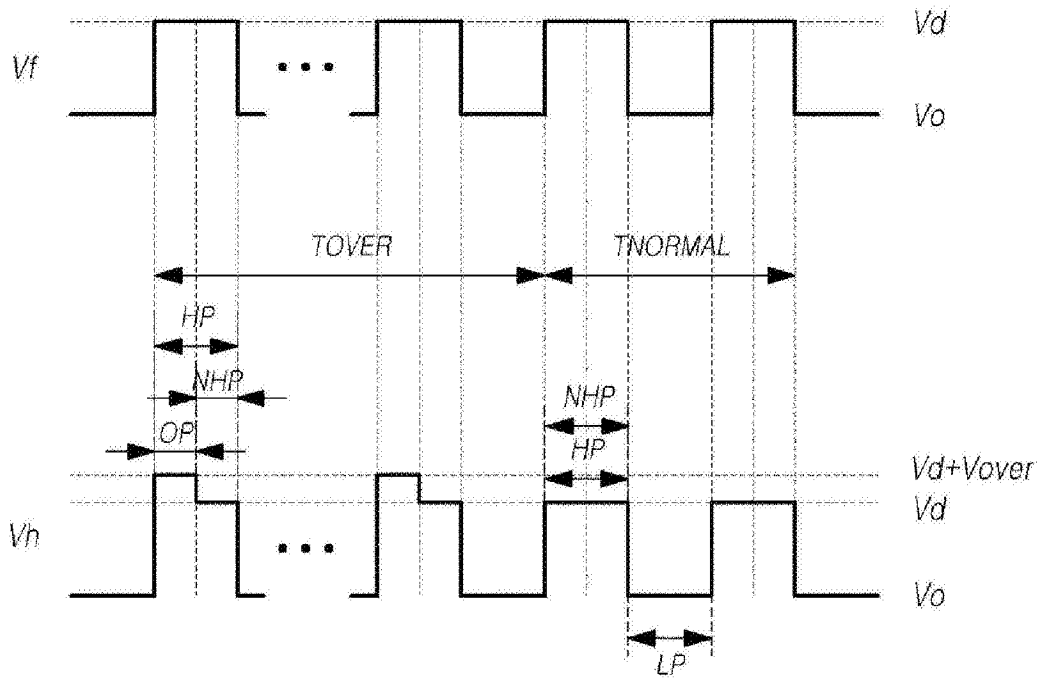 Vd
Vf
• • •
Vo
TOVER
TNORMAL
HP
NHP
NHP
OP
HP
Vd+Vover
Vd
Vh
• • •
Vo
LP